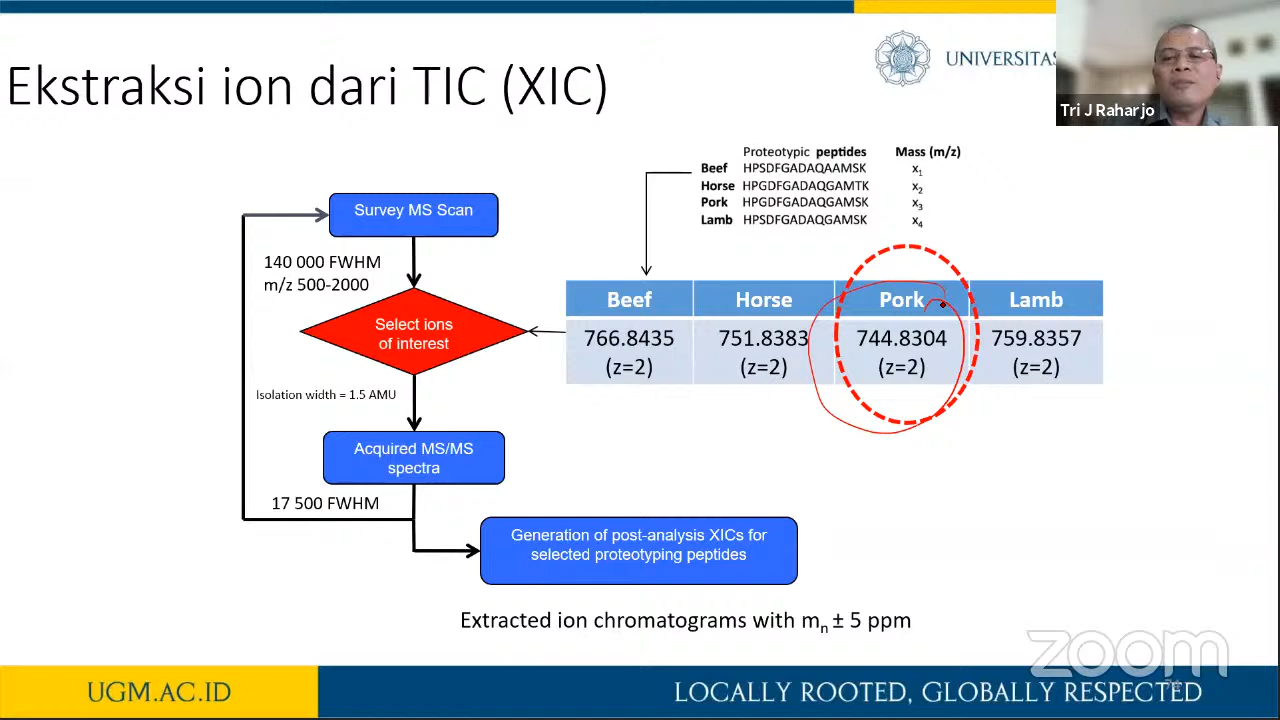 Ekstraksi ion dari TIC (XIC)
UNIVERSITAS
Tri J Raharjo
Proteotypic peptides Mass (m/z)
Beef HPSDFGADAQAAMSK x1
Horse HPGDFGADAQGAMTK x2
Pork HPGDFGADAQGAMSK x3
Lamb HPSDFGADAQGAMSK x4
Survey MS Scan
140 000 FWHM
m/z 500-2000
Select ions
of interest
Beef Horse Pork Lamb
766.8435 751.8383 744.8304 759.8357
(z=2) (z=2) (z=2) (z=2)
Isolation width = 1.5 AMU
Acquired MS/MS
spectra
17 500 FWHM
Generation of post-analysis XICs for
selected proteotyping peptides
Extracted ion chromatograms with mn ± 5 ppm
zoom
UGM.AC.ID
LOCALLY ROOTED, GLOBALLY RESPECTED